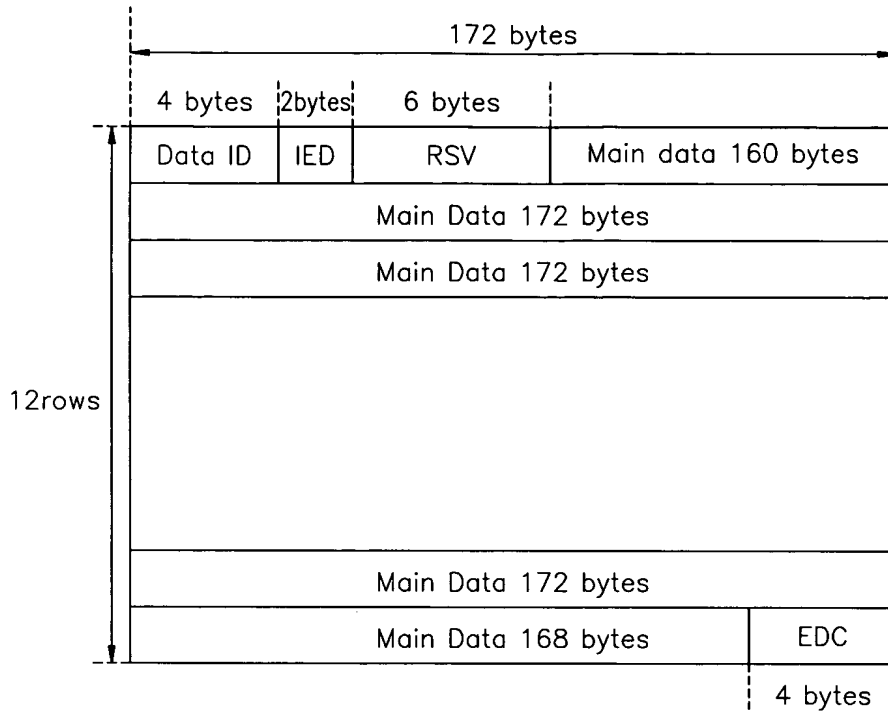 172 bytes
4 bytes 2bytes 6 bytes
Data ID IED RSV Main data 160 bytes
Main Data 172 bytes
Main Data 172 bytes
12rows
Main Data 172 bytes
Main Data 168 bytes EDC
4 bytes